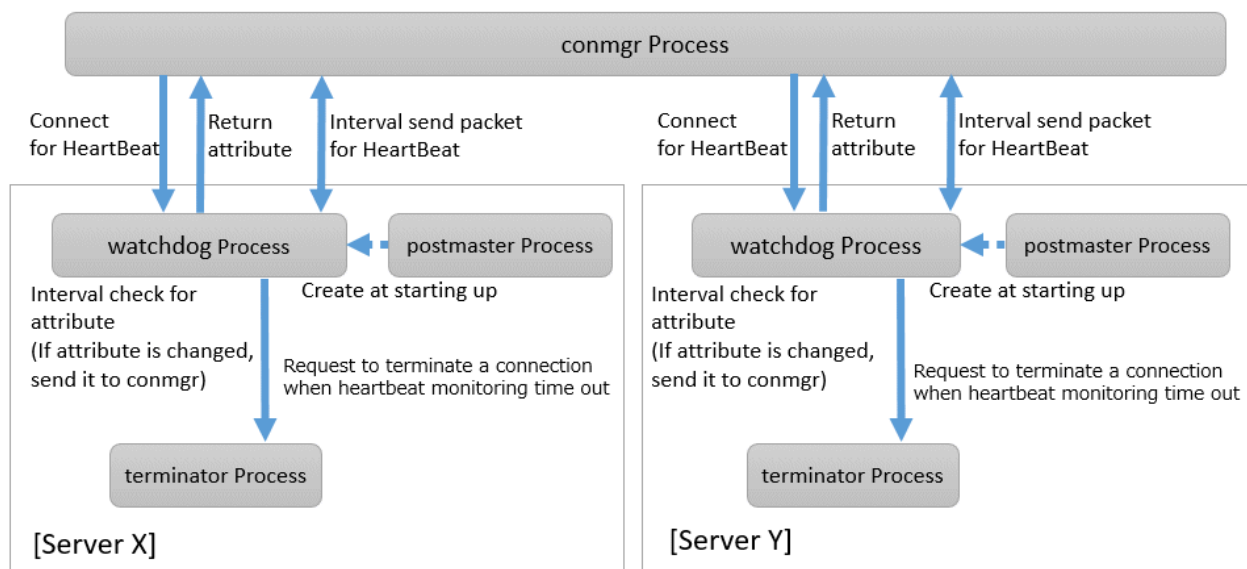 conmgr Process
Connect
for HeartBeat
Return
attribute
Interval send packet
for HeartBeat
Connect
for HeartBeat
Return
attribute
Interval send packet
for HeartBeat
watchdog Process
postmaster Process
Interval check for
attribute
(If attribute is changed,
send it to conmgr)
Create at starting up
Request to terminate a connection
when heartbeat monitoring time out
terminator Process
[Server X]
watchdog Process
postmaster Process
Interval check for
attribute
(If attribute is changed,
send it to conmgr)
Create at starting up
Request to terminate a connection
when heartbeat monitoring time out
terminator Process
[Server Y]